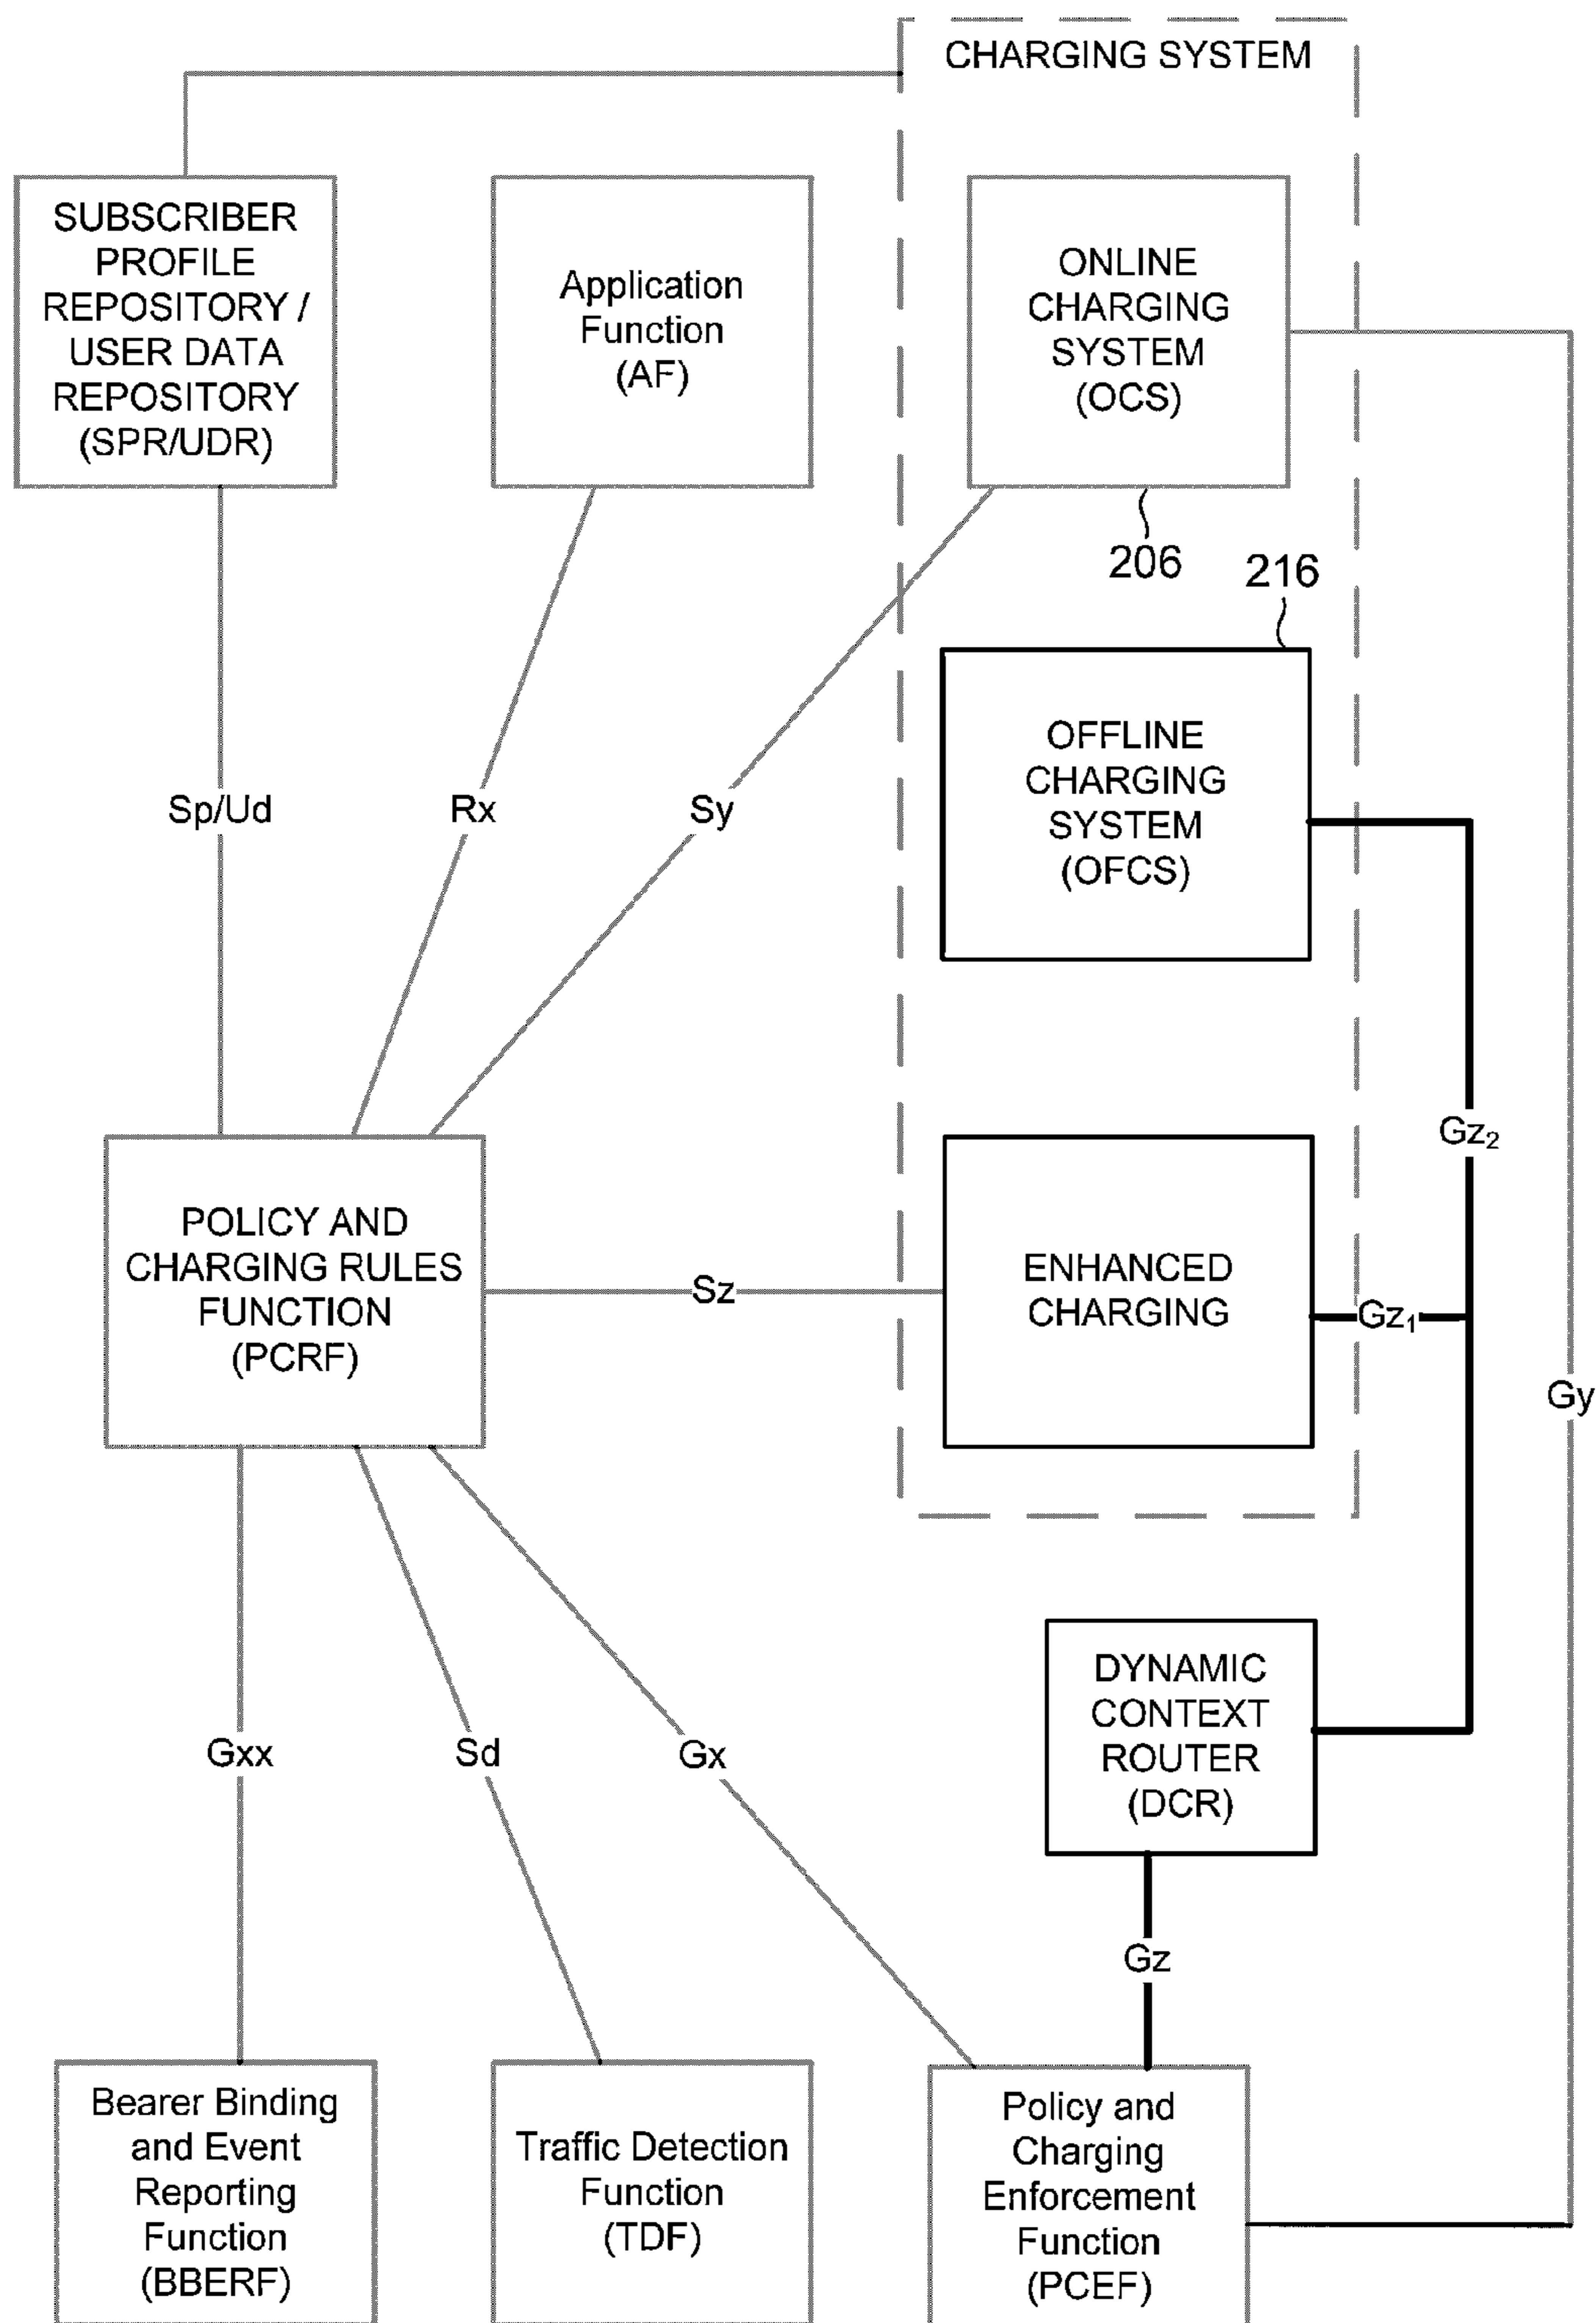 CHARGING SYSTEM
SUBSCRIBER
PROFILE
REPOSITORY /
USER DATA
REPOSITORY
(SPR/UDR)
Application
Function
(AF)
ONLINE
CHARGING
SYSTEM
(OCS)
206
216
OFFLINE
CHARGING
SYSTEM
(OFCS)
Sp/Ud
Rx
Sy
Gz₂
POLICY AND
CHARGING RULES
FUNCTION
(PCRF)
Sz
ENHANCED
CHARGING
Gz₁
Gy
DYNAMIC
CONTEXT
ROUTER
(DCR)
Gxx
Sd
Gx
Gz
Bearer Binding
and Event
Reporting
Function
(BBERF)
Traffic Detection
Function
(TDF)
Policy and
Charging
Enforcement
Function
(PCEF)